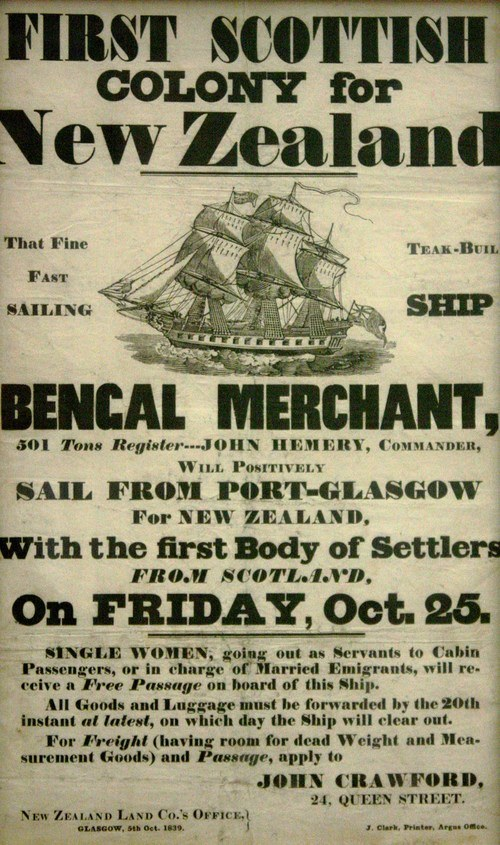 FIRST SCOTTISH
COLONY for
New Zealand
That Fine
Fast
SAILING
TEAK-BUIL
SHIP
BENGAL MERCHANT,
501 Tons Register---JOHN HEMERY, COMMANDER,
WILL POSITIVELY
SAIL FROM PORT-GLASGOW
For NEW ZEALAND,
With the first Body of Settlers
FROM SCOTLAND,
On FRIDAY, Oct. 25.
SINGLE WOMEN, going out as Servants to Cabin
Passengers, or in charge of Married Emigrants, will re-
ceive a Free Passage on board of this Ship.
All Goods and Luggage must be forwarded by the 20th
instant at latest, on which day the Ship will clear out.
For Freight (having room for dead Weight and Mea-
surement Goods) and Passage, apply to
JOHN CRAWFORD,
24, QUEEN STREET.
NEW ZEALAND LAND CO.'S OFFICE,}
GLASGOW, 5th Oct. 1839.
J. Clark, Printer, Argus Office.